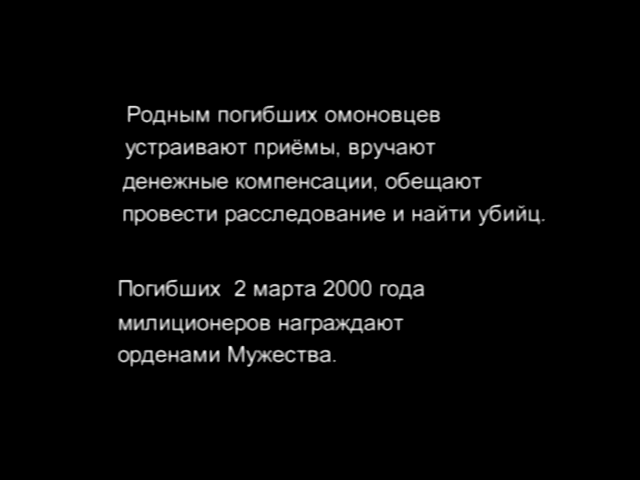 Родным погибших омоновцев
устраивают приёмы, вручают
денежные компенсации, обещают
провести расследование и найти убийц.
Погибших 2 марта 2000 года
милиционеров награждают
орденами Мужества.